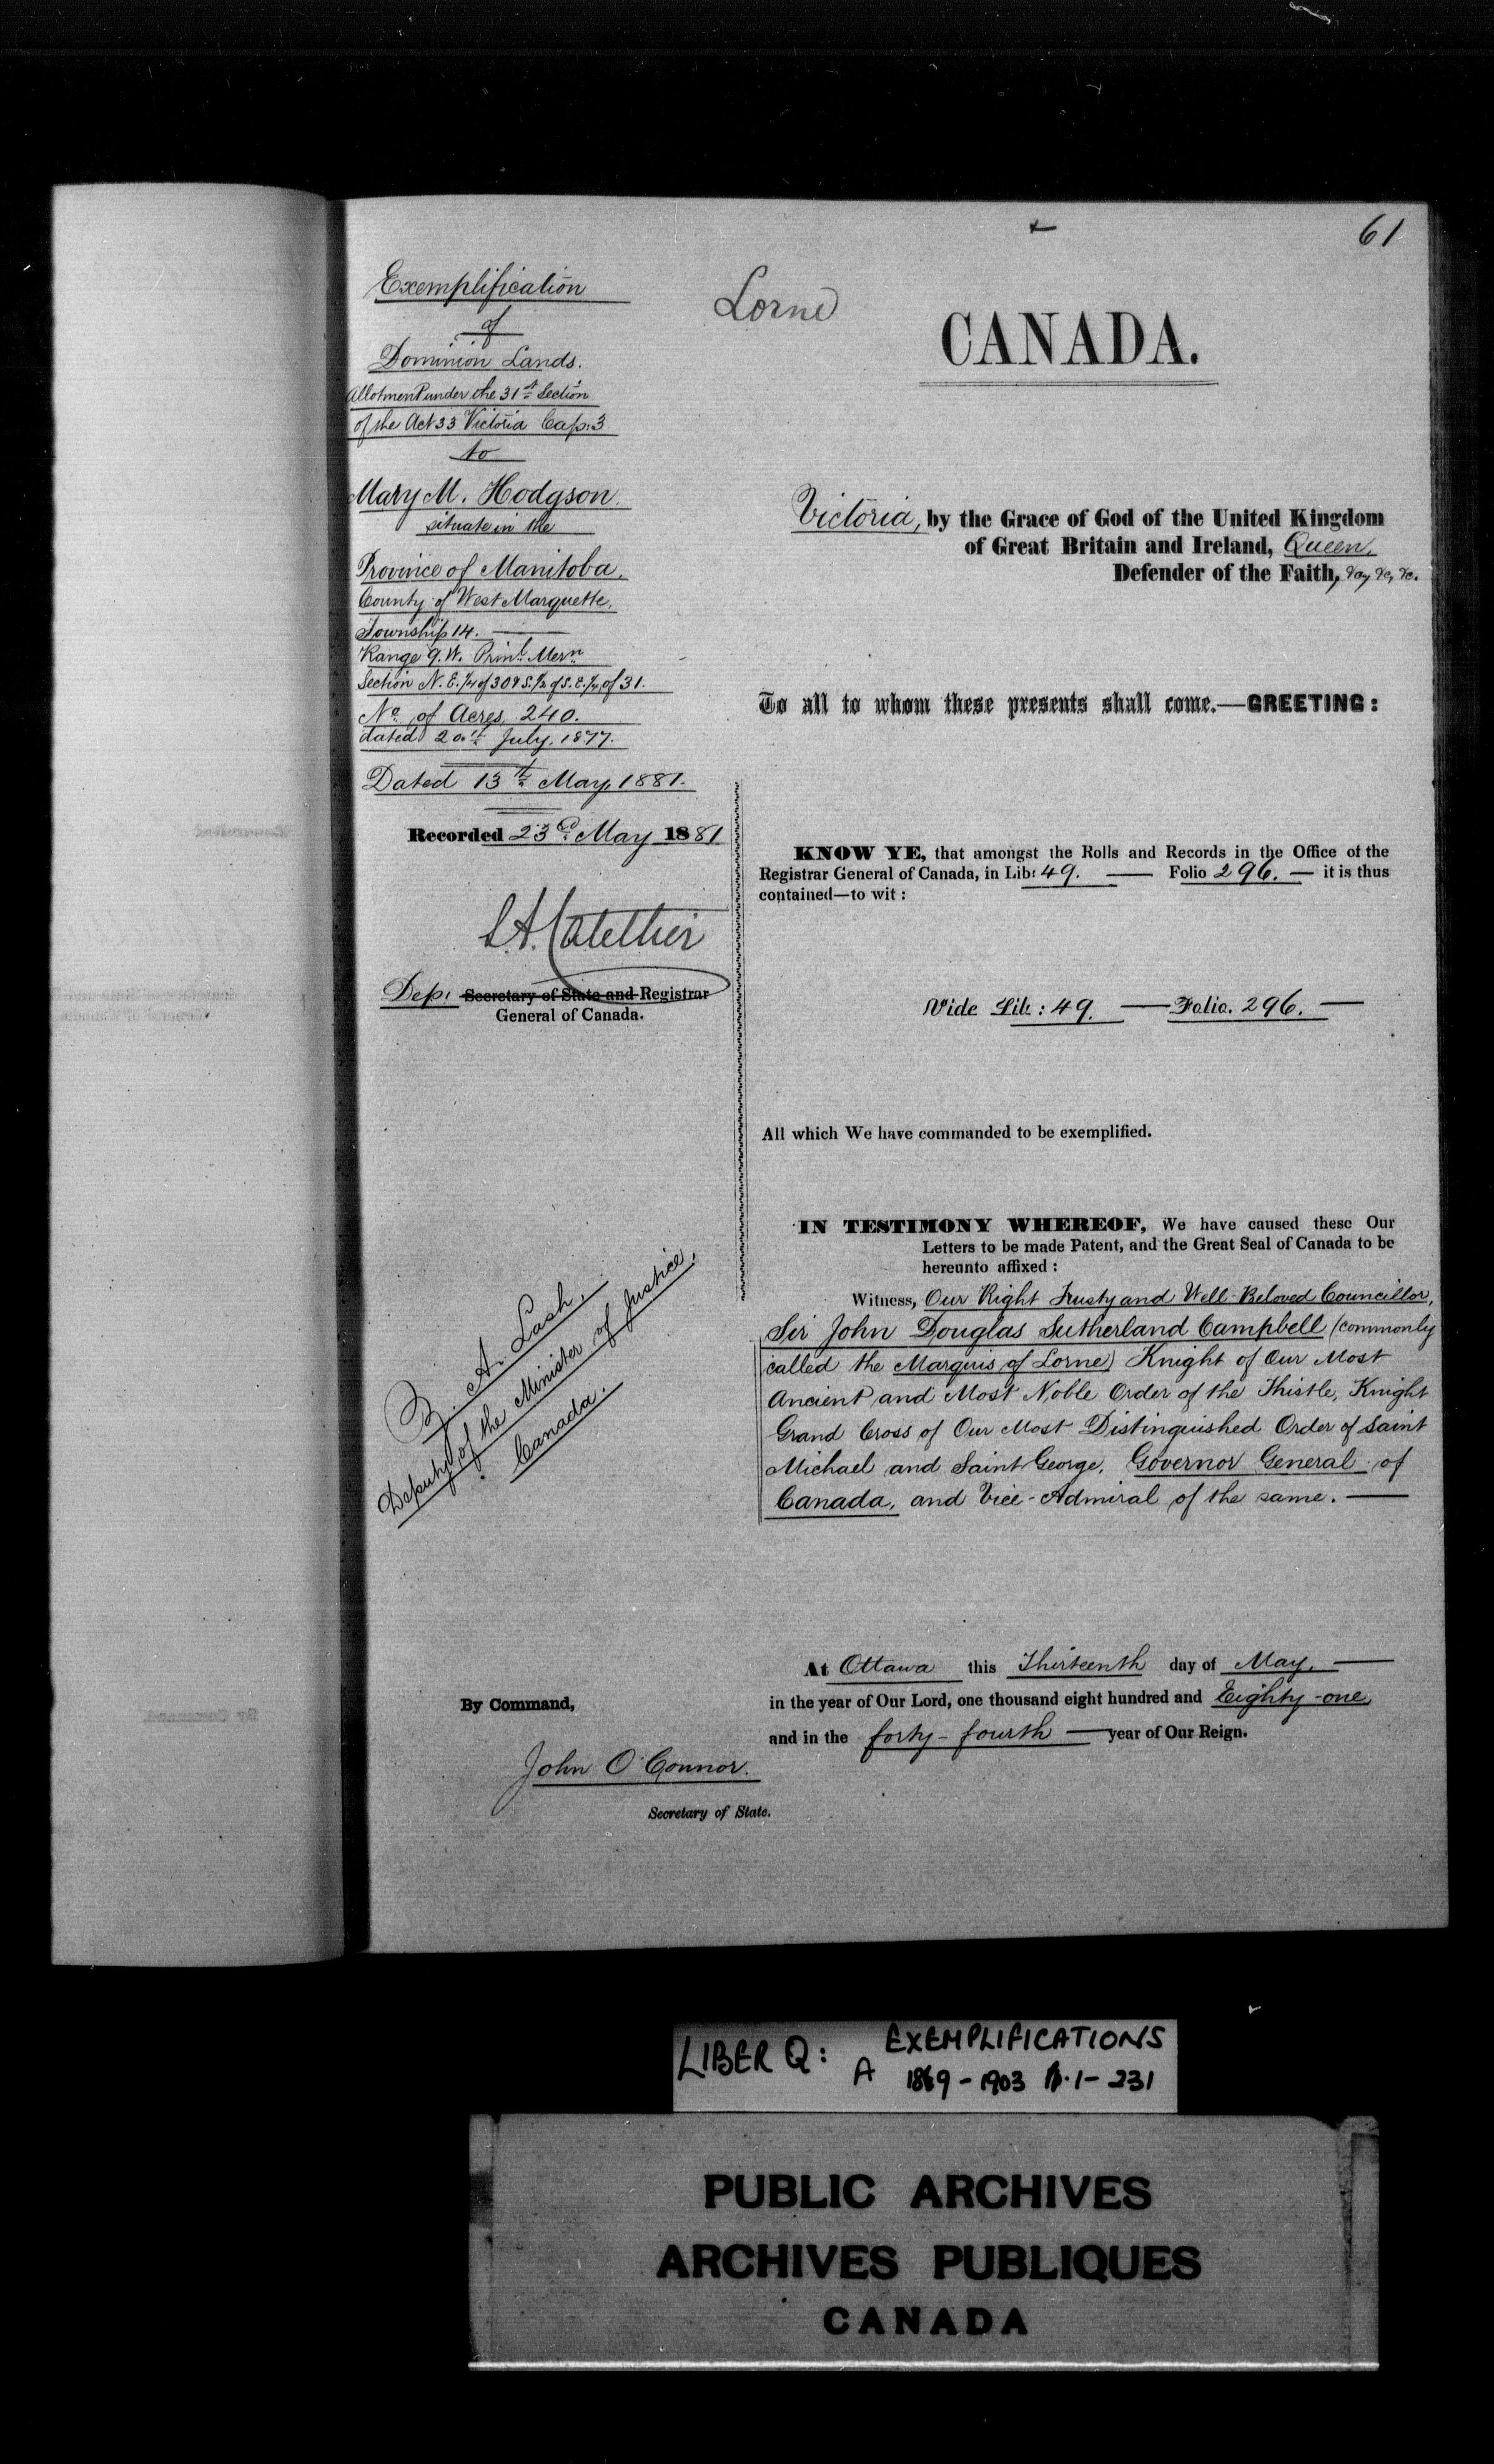 61
Exemplification
of
Dominion Lands.
Allotment under the 31st Section
of the Act 33 Victoria Cap. 3
to
Mary M. Hodgson.
situate in the
Province of Manitoba,
County of West Marquette,
Township 14.
Range 9. W. Prinl. Mern
Section N. E. 1/4 of 30 & S. 1/2 of S. E. 1/4 of 31.
No. of Acres, 240.
dated 20th July, 1877.
Dated 13th May, 1881.
Recorded 23d. May 1881
L.A. Catellier
Dep: Secretary of State and Registrar
General of Canada.
Z. A. Lash,
Deputy of the Minister of Justice,
Canada.
By Command,
John O'Connor.
Secretary of State.
Lorne
CANADA.
Victoria, by the Grace of God of the United Kingdom
of Great Britain and Ireland, Queen,
Defender of the Faith, &c, &c, &c.
To all to whom these presents shall come.—GREETING:
KNOW YE, that amongst the Rolls and Records in the Office of the
Registrar General of Canada, in Lib: 49. — Folio 296. — it is thus
contained—to wit :
Vide Lib : 49. — Folio. 296. —
All which We have commanded to be exemplified.
IN TESTIMONY WHEREOF, We have caused these Our
Letters to be made Patent, and the Great Seal of Canada to be
hereunto affixed :
Witness, Our Right Trusty and Well-Beloved Councillor,
Sir John Douglas Sutherland Campbell (commonly
called the Marquis of Lorne) Knight of Our Most
Ancient and Most Noble Order of the Thistle, Knight
Grand Cross of Our Most Distinguished Order of Saint
Michael and Saint George, Governor General of
Canada, and Vice-Admiral of the same. —
At Ottawa this Thirteenth day of May, —
in the year of Our Lord, one thousand eight hundred and Eighty-one,
and in the forty-fourth — year of Our Reign.
LIBER Q: A EXEMPLIFICATIONS
1869-1903 p. 1-231
PUBLIC ARCHIVES
ARCHIVES PUBLIQUES
CANADA